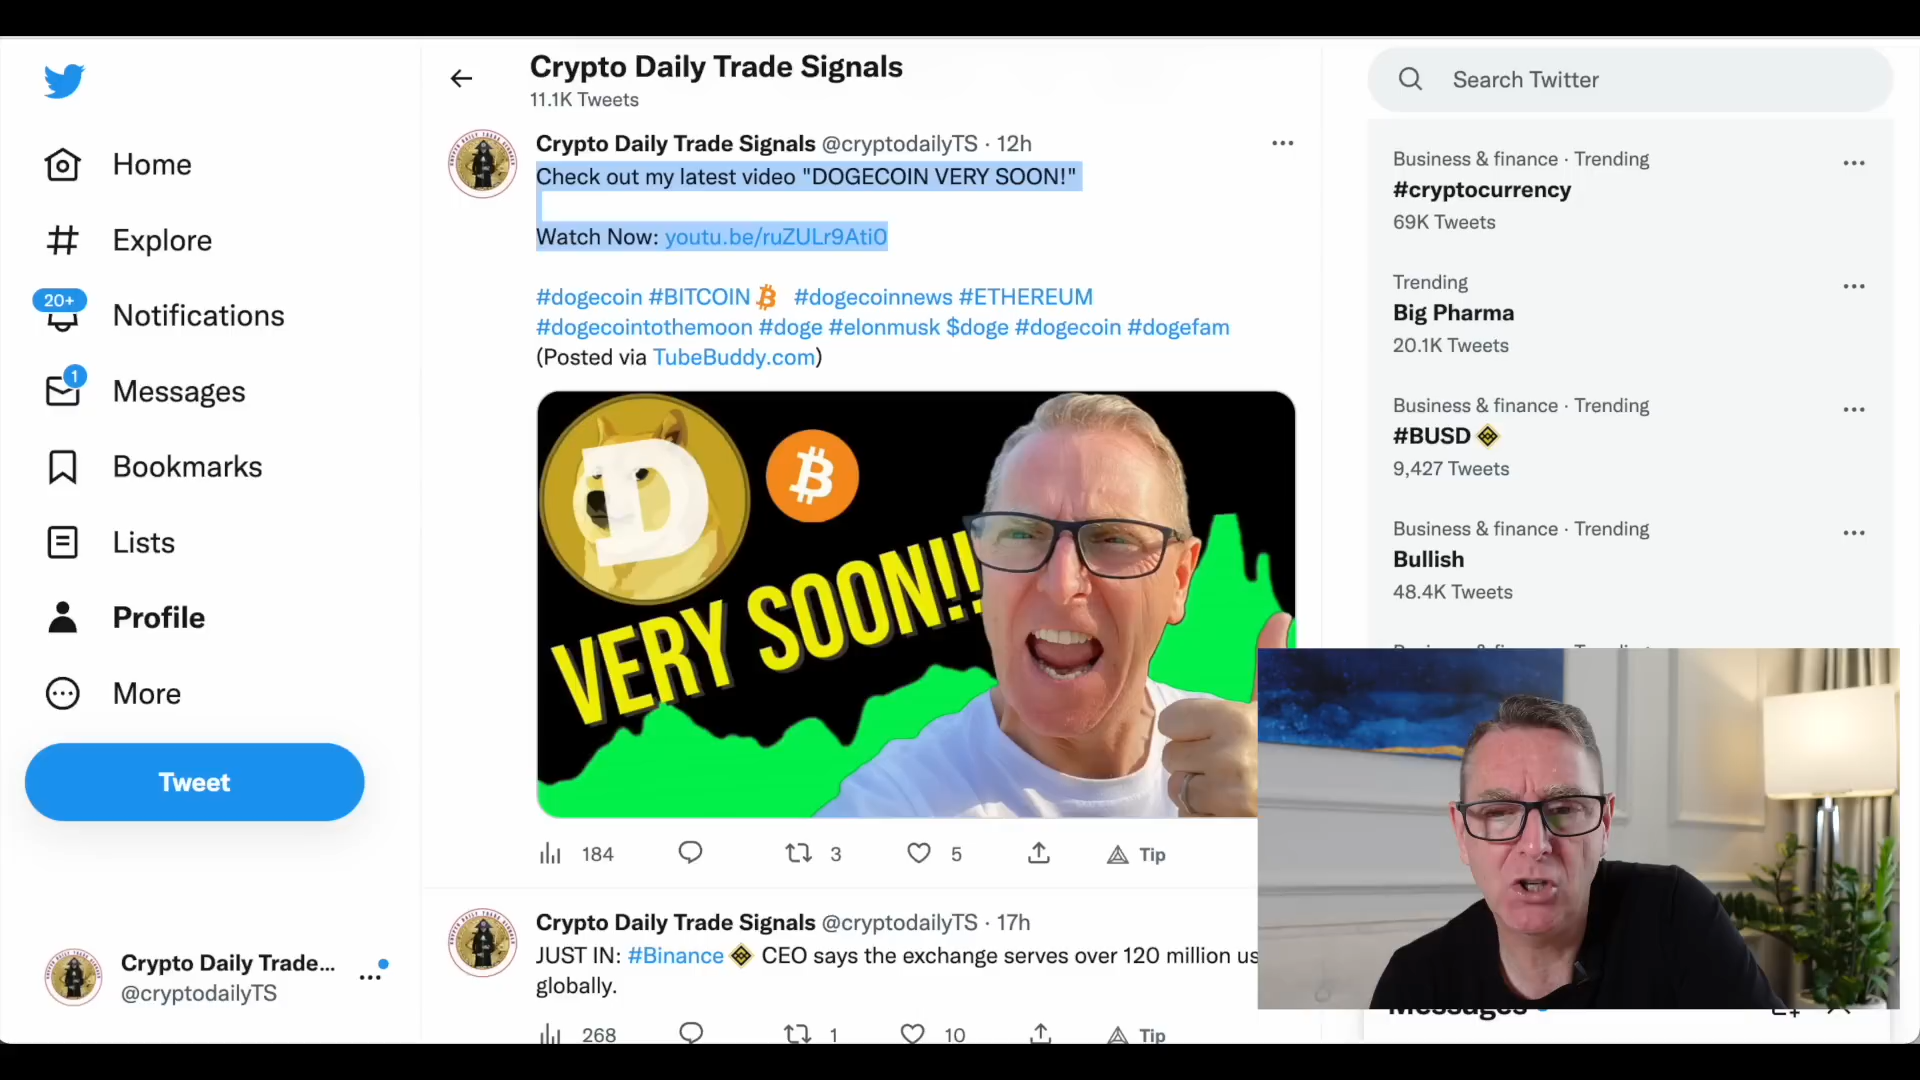 Home
Explore
20+
Notifications
1
Messages
Bookmarks
Lists
Profile
More
Tweet
Crypto Daily Trade...
@cryptodailyTS
Crypto Daily Trade Signals
11.1K Tweets
Crypto Daily Trade Signals @cryptodailyTS · 12h
Check out my latest video "DOGECOIN VERY SOON!"
Watch Now: youtu.be/ruZULr9Ati0
#dogecoin #BITCOIN #dogecoinnews #ETHEREUM
#dogecointothemoon #doge #elonmusk $doge #dogecoin #dogefam
(Posted via TubeBuddy.com)
D
VERY SOON!!
184
3
5
Tip
Crypto Daily Trade Signals @cryptodailyTS · 17h
JUST IN: #Binance CEO says the exchange serves over 120 million us
globally.
268
1
10
Tip
Search Twitter
Business & finance · Trending
#cryptocurrency
69K Tweets
Trending
Big Pharma
20.1K Tweets
Business & finance · Trending
#BUSD
9,427 Tweets
Business & finance · Trending
Bullish
48.4K Tweets
Messages